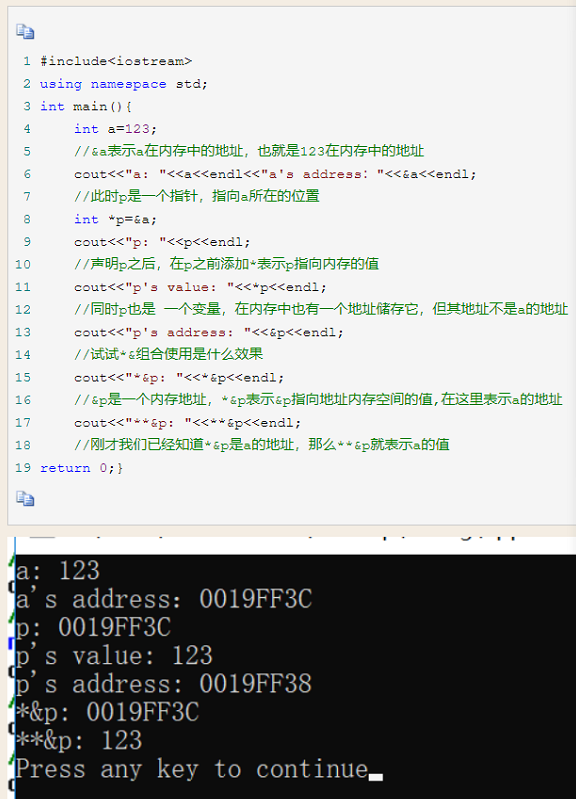 1 #include<iostream>
2 using namespace std;
3 int main(){
4 int a=123;
5 //&a表示a在内存中的地址，也就是123在内存中的地址
6 cout<<"a: "<<a<<endl<<"a's address："<<&a<<endl;
7 //此时p是一个指针，指向a所在的位置
8 int *p=&a;
9 cout<<"p: "<<p<<endl;
10 //声明p之后，在p之前添加*表示p指向内存的值
11 cout<<"p's value: "<<*p<<endl;
12 //同时p也是 一个变量，在内存中也有一个地址储存它，但其地址不是a的地址
13 cout<<"p's address: "<<&p<<endl;
14 //试试*&组合使用是什么效果
15 cout<<"*&p: "<<*&p<<endl;
16 //&p是一个内存地址，*&p表示&p指向地址内存空间的值,在这里表示a的地址
17 cout<<"**&p: "<<**&p<<endl;
18 //刚才我们已经知道*&p是a的地址，那么**&p就表示a的值
19 return 0;}
a: 123
a's address：0019FF3C
p: 0019FF3C
p's value: 123
p's address: 0019FF38
*&p: 0019FF3C
**&p: 123
Press any key to continue